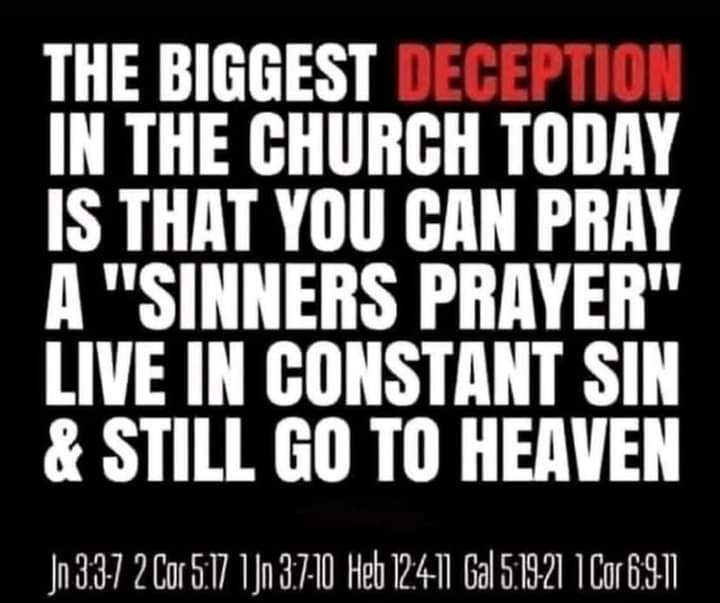 THE BIGGEST DECEPTION
IN THE CHURCH TODAY
IS THAT YOU CAN PRAY
A "SINNERS PRAYER"
LIVE IN CONSTANT SIN
& STILL GO TO HEAVEN
Jn 3:3-7 2 Cor 5:17 1 Jn 3:7-10 Heb 12:4-11 Gal 5:19-21 1 Cor 6:9-11